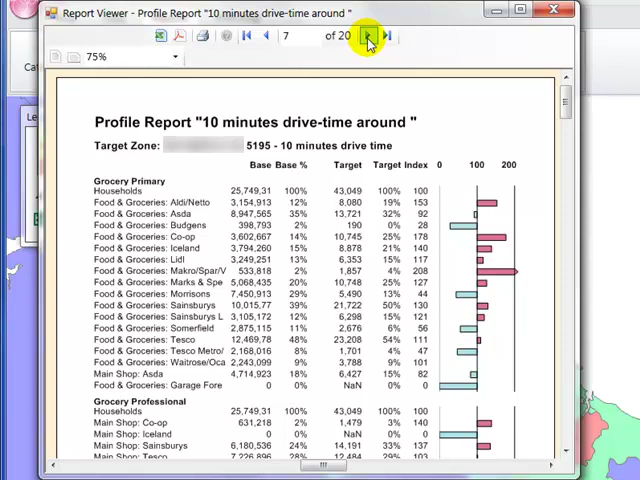 Report Viewer - Profile Report "10 minutes drive-time around "
7 of 20
75%
Profile Report "10 minutes drive-time around "
Target Zone: 5195 - 10 minutes drive time
Base Base % Target Target Index 0 100 200
Grocery Primary
Households 25,749,31 100% 43,049 100% 100
Food & Groceries: Aldi/Netto 3,154,913 12% 8,080 19% 153
Food & Groceries: Asda 8,947,565 35% 13,721 32% 92
Food & Groceries: Budgens 398,793 2% 190 0% 28
Food & Groceries: Co-op 3,602,667 14% 10,745 25% 178
Food & Groceries: Iceland 3,794,260 15% 8,878 21% 140
Food & Groceries: Lidl 3,249,251 13% 6,353 15% 117
Food & Groceries: Makro/Spar/V 533,818 2% 1,857 4% 208
Food & Groceries: Marks & Spe 5,068,435 20% 10,748 25% 127
Food & Groceries: Morrisons 7,450,913 29% 5,490 13% 44
Food & Groceries: Sainsburys 10,015,77 39% 21,722 50% 130
Food & Groceries: Sainsburys L 3,105,172 12% 6,298 15% 121
Food & Groceries: Somerfield 2,875,115 11% 2,676 6% 56
Food & Groceries: Tesco 12,469,78 48% 23,208 54% 111
Food & Groceries: Tesco Metro/ 2,168,016 8% 1,701 4% 47
Food & Groceries: Waitrose/Oca 2,243,099 9% 3,788 9% 101
Main Shop: Asda 4,714,923 18% 6,427 15% 82
Food & Groceries: Garage Fore 0 0% NaN 0% 0
Grocery Professional
Households 25,749,31 100% 43,049 100% 100
Main Shop: Co-op 631,218 2% 1,479 3% 140
Main Shop: Iceland 0 0% NaN 0% 0
Main Shop: Sainsburys 6,180,536 24% 14,191 33% 137
Main Shop: Tesco 7,226,896 28% 12,484 29% 103